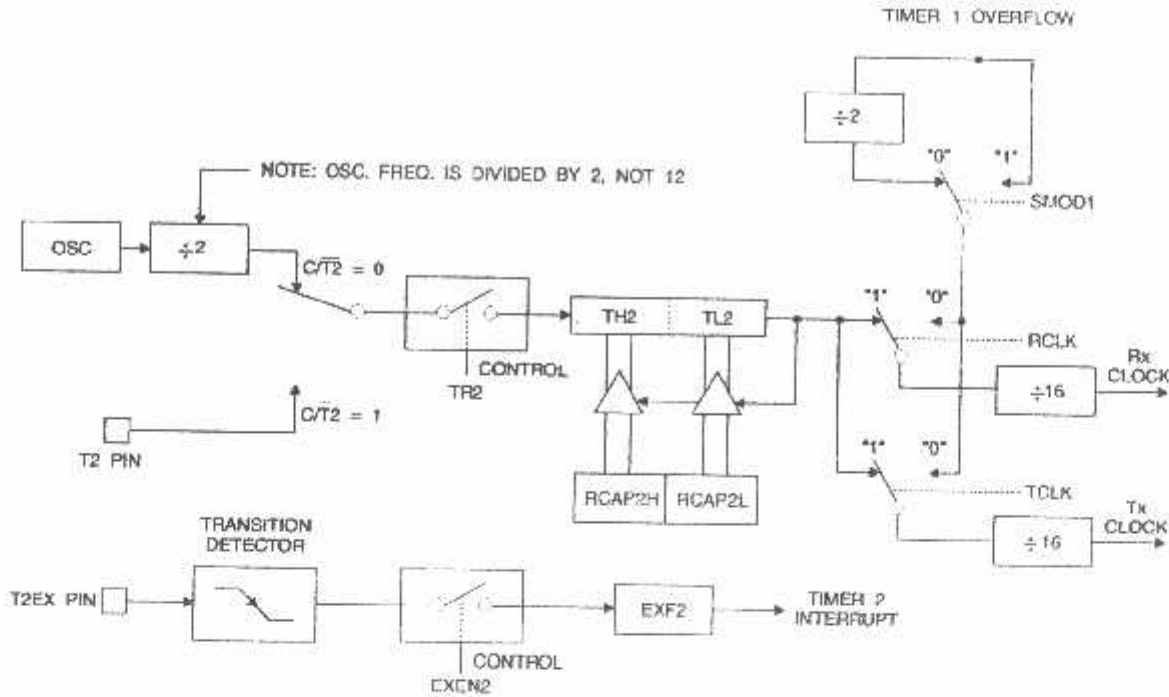 TIMER 1 OVERFLOW
÷2
"0"
"1"
NOTE: OSC. FREQ. IS DIVIDED BY 2, NOT 12
SMOD1
OSC
÷2
C/T̅2̅ = 0
"1"
"0"
TH2
TL2
RCLK
CONTROL
TR2
Rx
CLOCK
÷16
C/T̅2̅ = 1
T2 PIN
"1"
"0"
RCAP2H
RCAP2L
TCLK
Tx
CLOCK
÷16
TRANSITION
DETECTOR
T2EX PIN
EXF2
TIMER 2
INTERRUPT
CONTROL
EXEN2